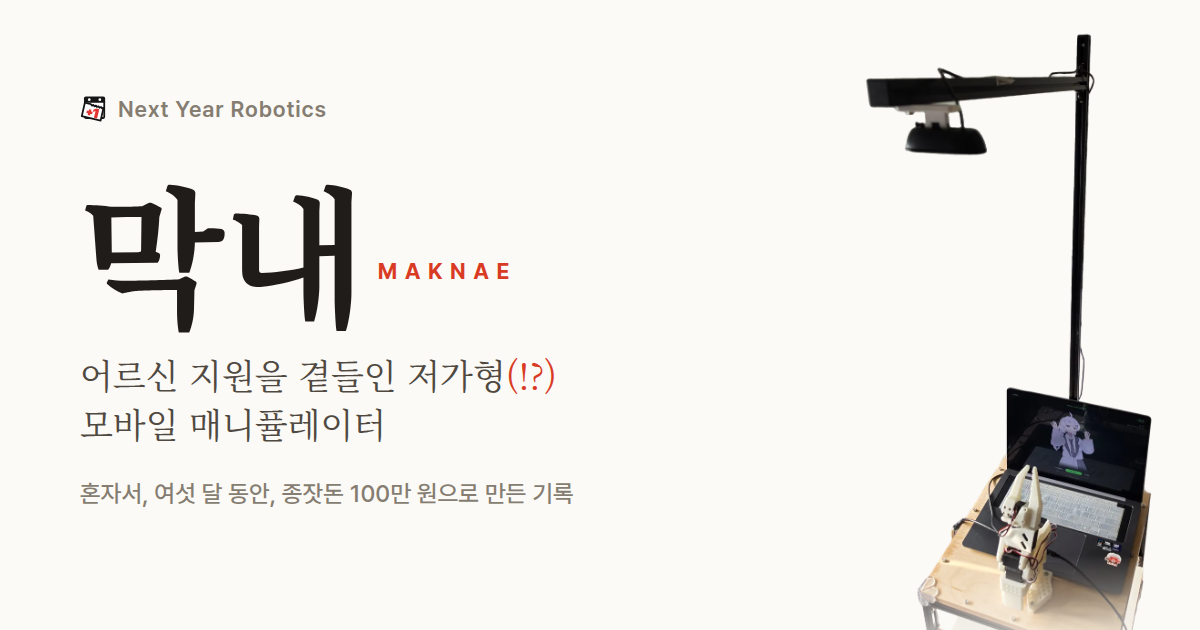 +1
Next Year Robotics
막내
MAKNAE
어르신 지원을 곁들인 저가형(!?)
모바일 매니퓰레이터
혼자서, 여섯 달 동안, 종잣돈 100만 원으로 만든 기록